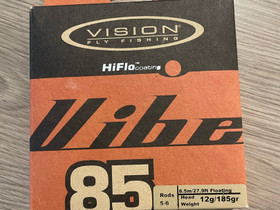 VISION
FLY FISHING
HiFlo coating
Vibe
85
Rods
5-6
8.5m/27.9ft Floating
Head
Weight
12g/185gr